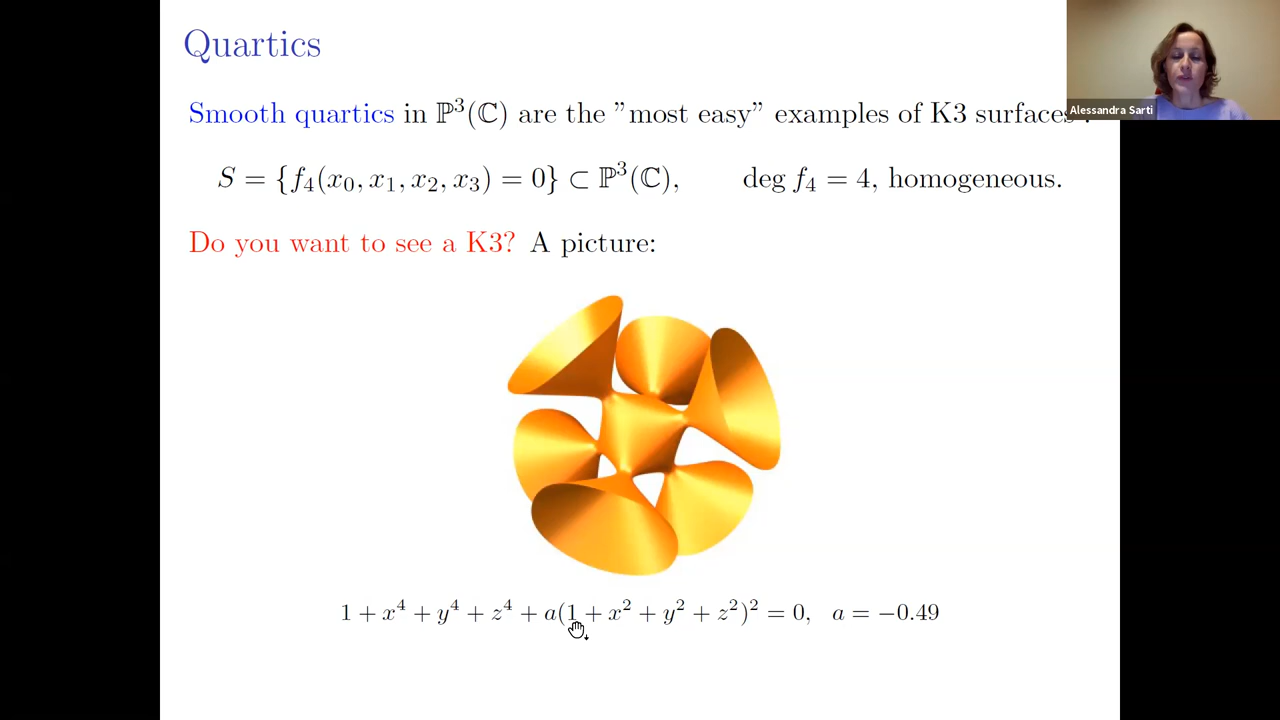 Quartics
Smooth quartics in ℙ³(ℂ) are the ”most easy” examples of K3 surfaces .
Alessandra Sarti
S = {f₄(x₀, x₁, x₂, x₃) = 0} ⊂ ℙ³(ℂ), deg f₄ = 4, homogeneous.
Do you want to see a K3? A picture:
1 + x⁴ + y⁴ + z⁴ + a(1 + x² + y² + z²)² = 0, a = −0.49